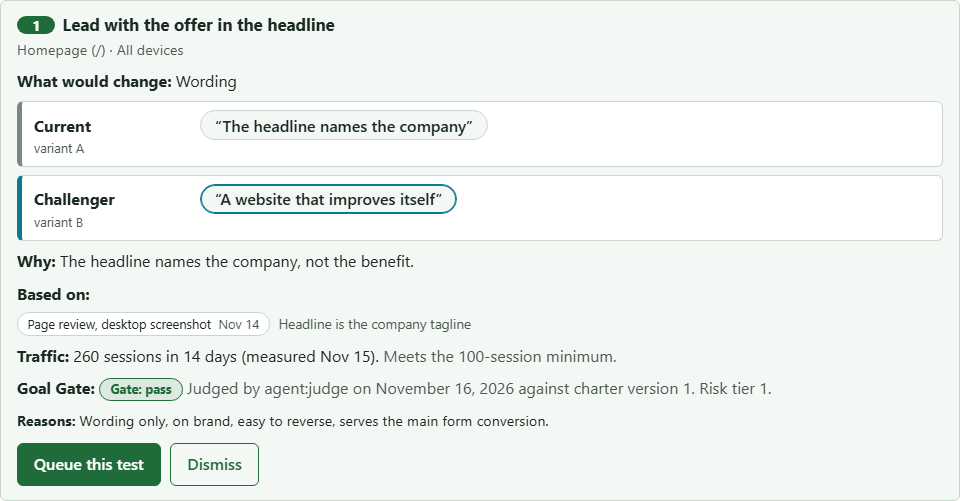 1 Lead with the offer in the headline
Homepage (/) · All devices
What would change: Wording
Current
“The headline names the company”
variant A
Challenger
“A website that improves itself”
variant B
Why: The headline names the company, not the benefit.
Based on:
Page review, desktop screenshot Nov 14 Headline is the company tagline
Traffic: 260 sessions in 14 days (measured Nov 15). Meets the 100-session minimum.
Goal Gate: Gate: pass Judged by agent:judge on November 16, 2026 against charter version 1. Risk tier 1.
Reasons: Wording only, on brand, easy to reverse, serves the main form conversion.
Queue this test Dismiss